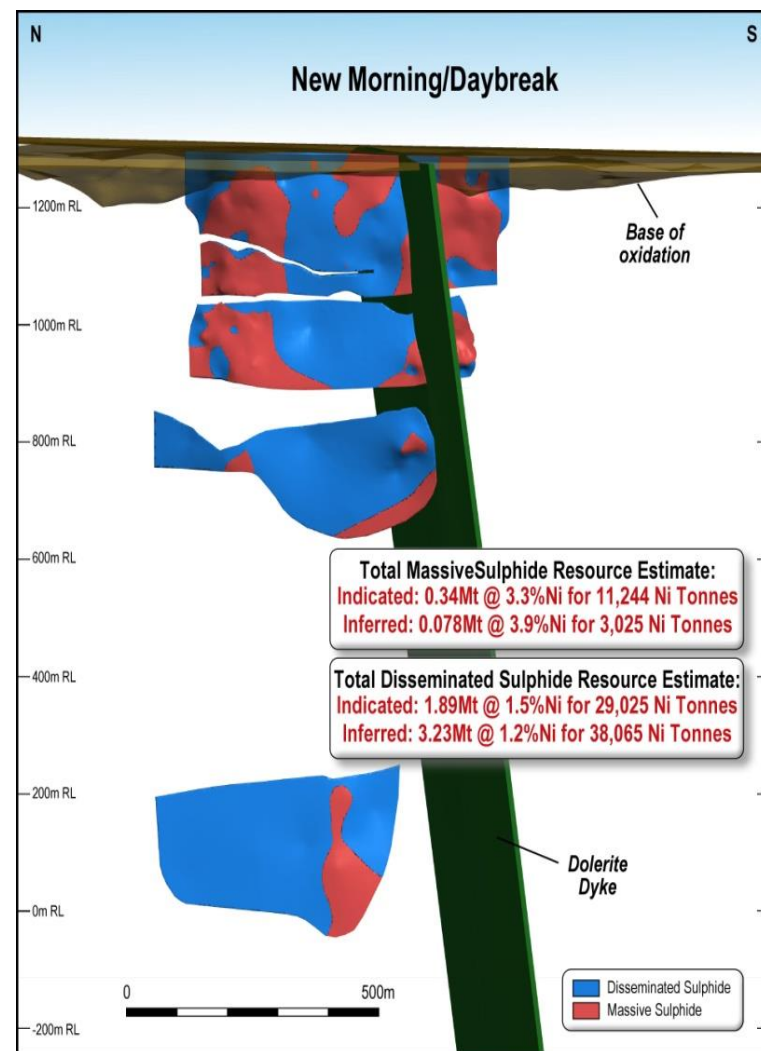 N
S
New Morning/Daybreak
1200m RL
Base of
oxidation
1000m RL
800m RL
600m RL
Total MassiveSulphide Resource Estimate:
Indicated: 0.34Mt @ 3.3%Ni for 11,244 Ni Tonnes
Inferred: 0.078Mt @ 3.9%Ni for 3,025 Ni Tonnes
400m RL
Total Disseminated Sulphide Resource Estimate:
Indicated: 1.89Mt @ 1.5%Ni for 29,025 Ni Tonnes
Inferred: 3.23Mt @ 1.2%Ni for 38,065 Ni Tonnes
200m RL
Dolerite
Dyke
0m RL
0
500m
Disseminated Sulphide
Massive Sulphide
-200m RL